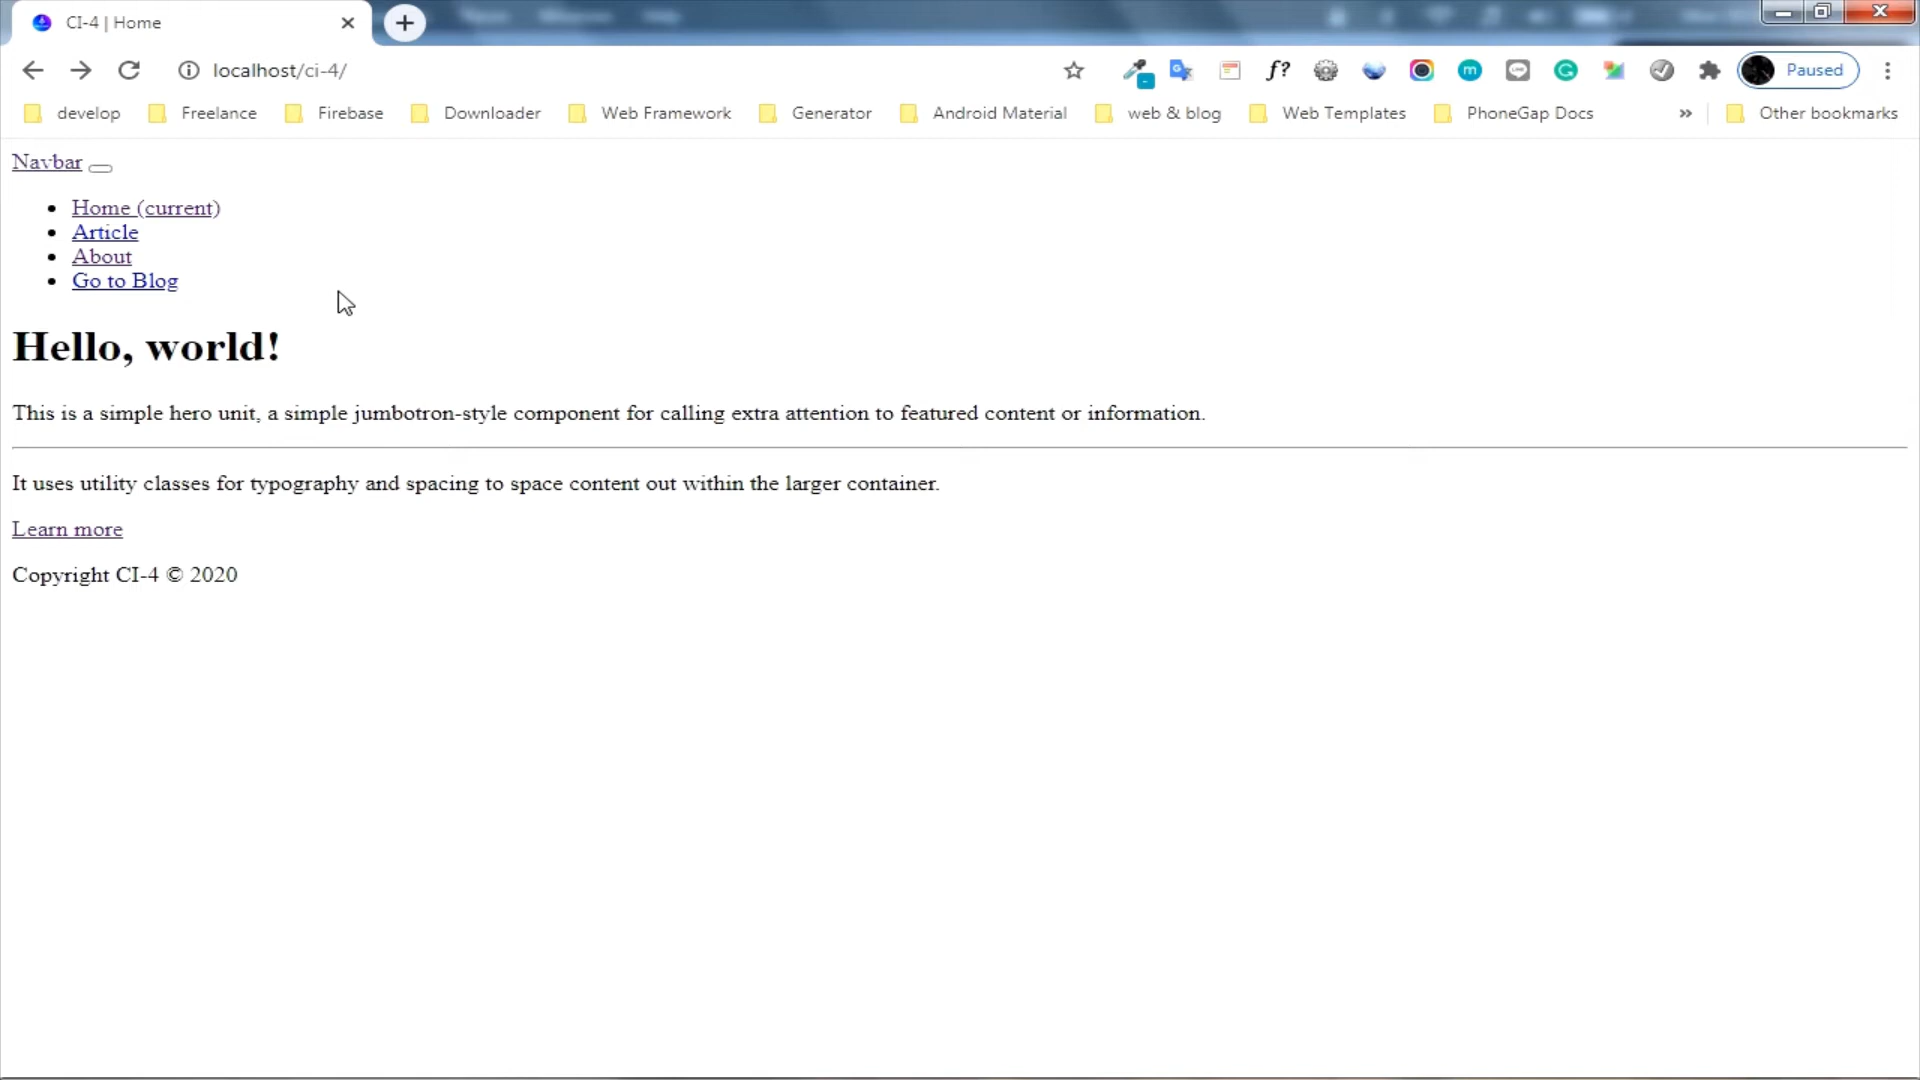 CI-4 | Home
localhost/ci-4/
f?
m
Paused
develop
Freelance
Firebase
Downloader
Web Framework
Generator
Android Material
web & blog
Web Templates
PhoneGap Docs
»
Other bookmarks
Navbar
Home (current)
Article
About
Go to Blog
Hello, world!
This is a simple hero unit, a simple jumbotron-style component for calling extra attention to featured content or information.
It uses utility classes for typography and spacing to space content out within the larger container.
Learn more
Copyright CI-4 © 2020